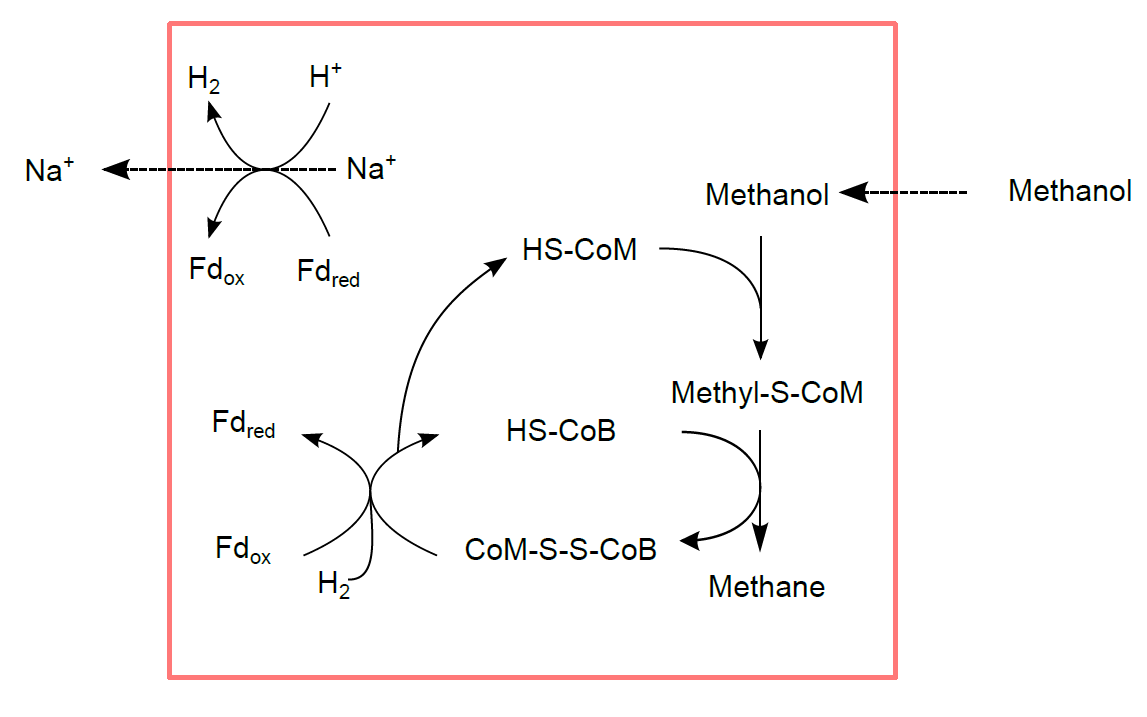 H₂ H⁺
Na⁺ Na⁺ Methanol Methanol
Fdox Fdred HS-CoM
Methyl-S-CoM
Fdred HS-CoB
Fdox CoM-S-S-CoB
H₂ Methane